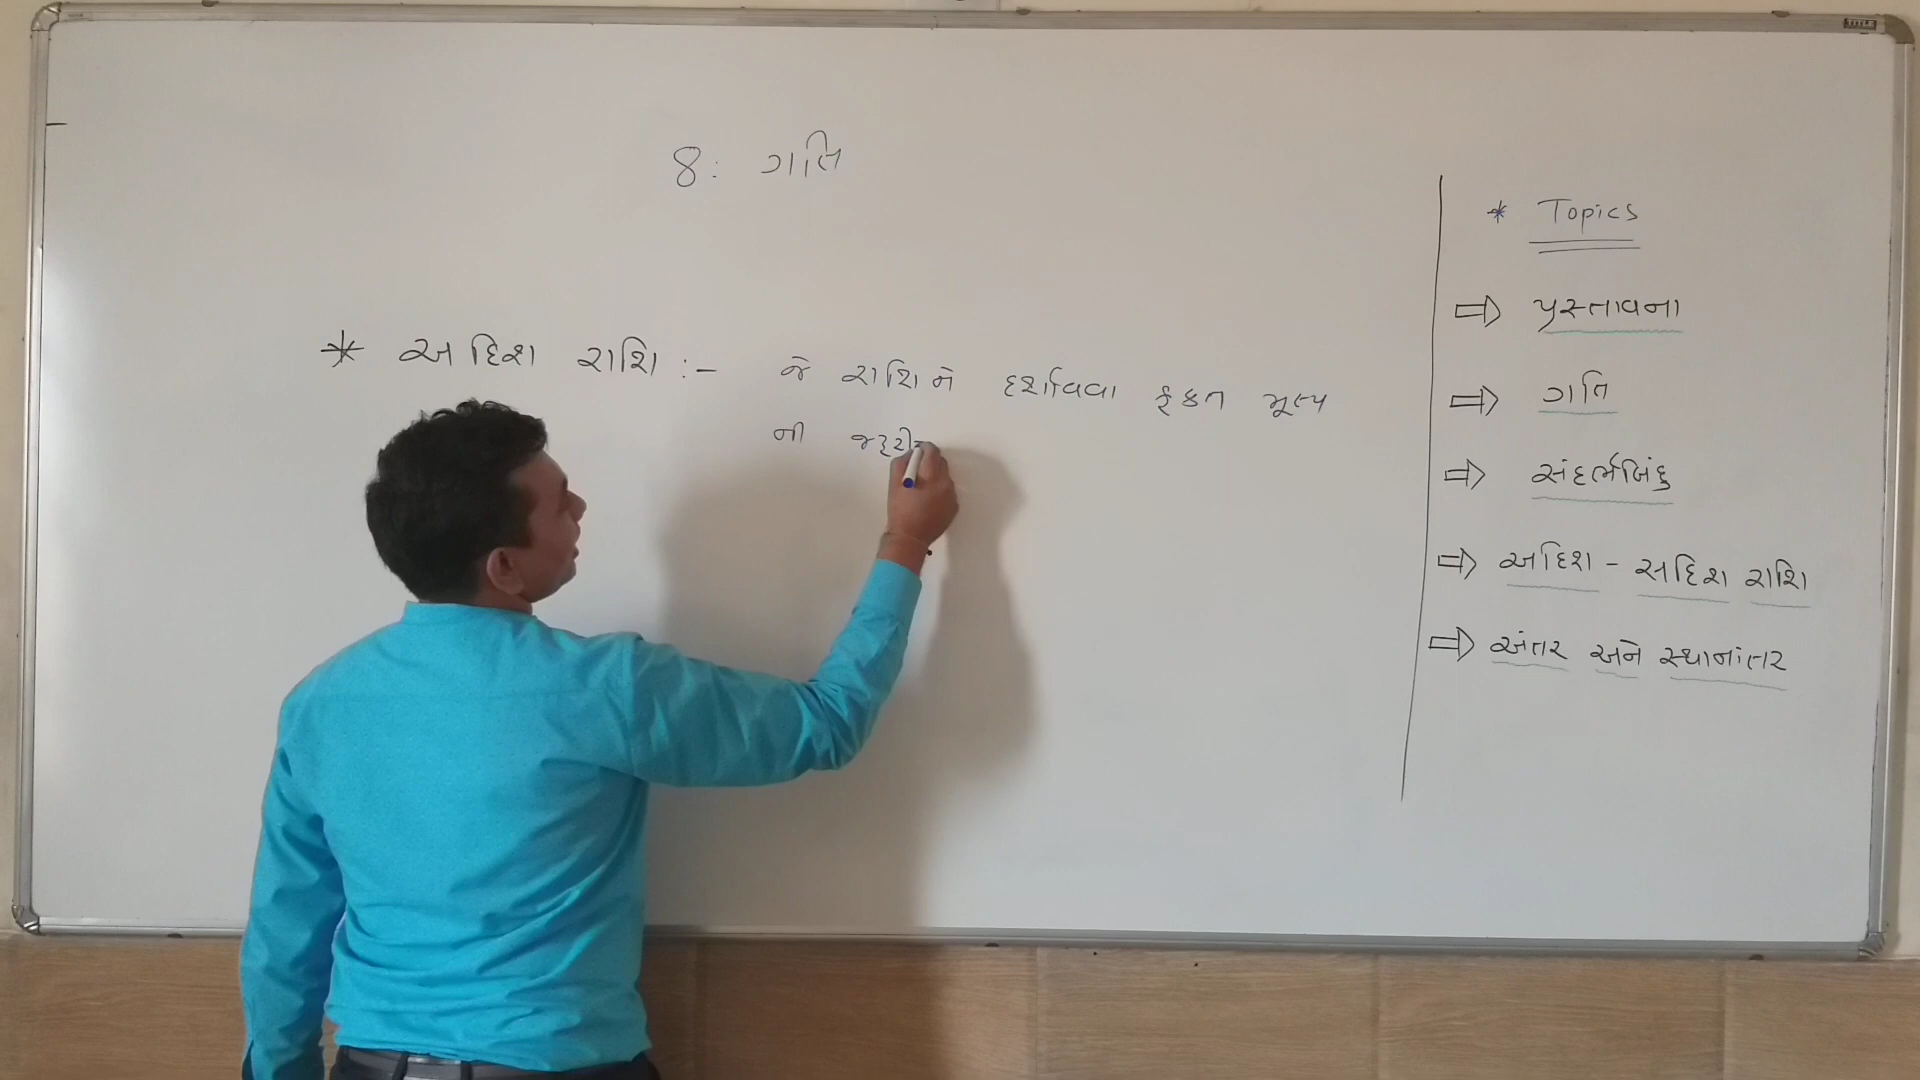 8: ગતિ
* અદિશ રાશિ :- જે રાશિને દર્શાવવા ફક્ત મૂલ્ય
ની જરૂરી
* Topics
⇨ પ્રસ્તાવના
⇨ ગતિ
⇨ સંદર્ભબિંદુ
⇨ અદિશ - સદિશ રાશિ
⇨ અંતર અને સ્થાનાંતર